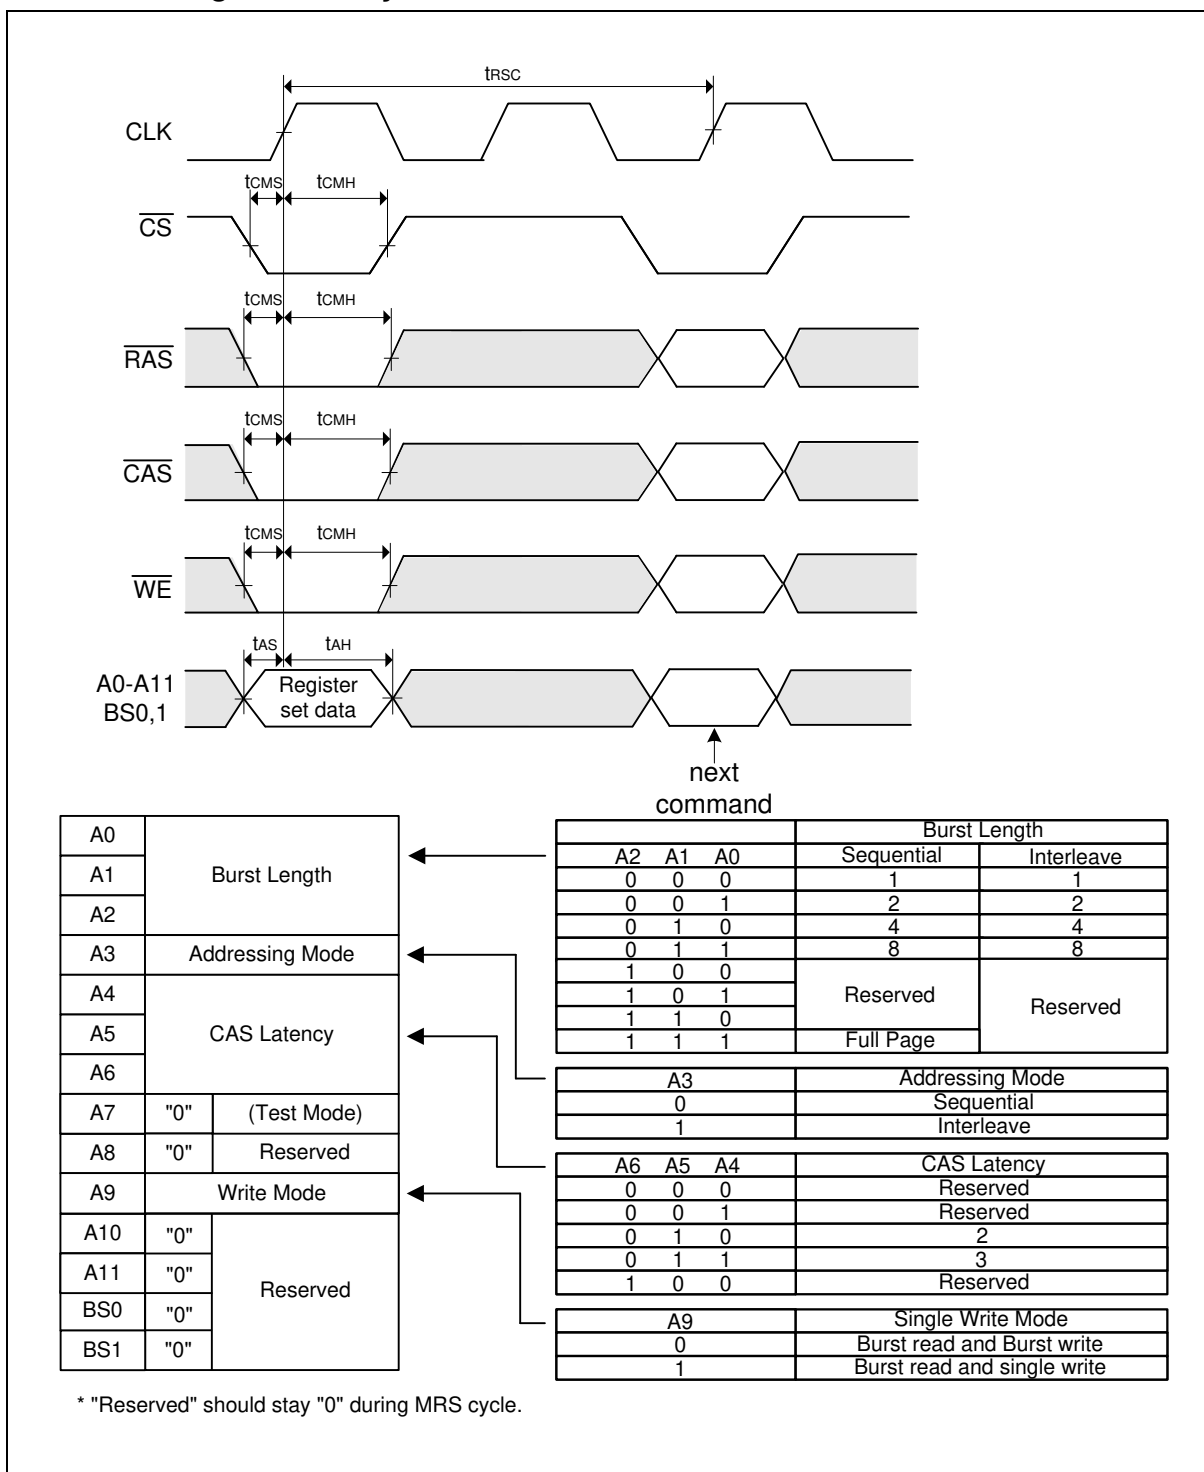 tRSC
CLK
tCMS tCMH
CS
tCMS tCMH
RAS
tCMS tCMH
CAS
tCMS tCMH
WE
tAS tAH
A0-A11
BS0,1
Register
set data
next
command
A0
A1 Burst Length
A2
A3 Addressing Mode
A4
A5 CAS Latency
A6
A7 "0" (Test Mode)
A8 "0" Reserved
A9 Write Mode
A10 "0"
A11 "0"
Reserved
BS0 "0"
BS1 "0"
Burst Length
A2 A1 A0 Sequential Interleave
0 0 0 1 1
0 0 1 2 2
0 1 0 4 4
0 1 1 8 8
1 0 0
1 0 1 Reserved Reserved
1 1 0
1 1 1 Full Page
A3 Addressing Mode
0 Sequential
1 Interleave
A6 A5 A4 CAS Latency
0 0 0 Reserved
0 0 1 Reserved
0 1 0 2
0 1 1 3
1 0 0 Reserved
A9 Single Write Mode
0 Burst read and Burst write
1 Burst read and single write
* "Reserved" should stay "0" during MRS cycle.